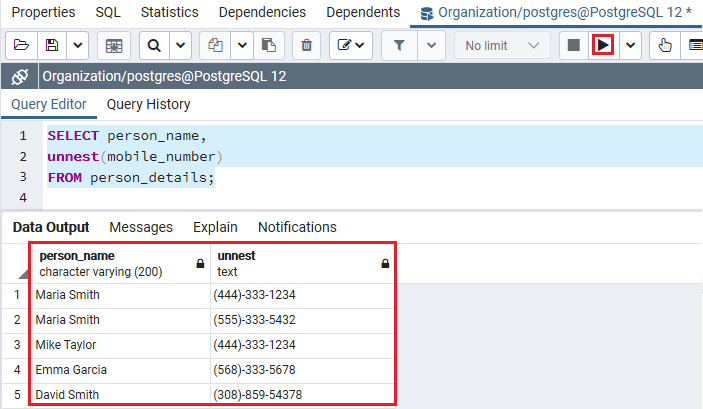 Properties SQL Statistics Dependencies Dependents Organization/postgres@PostgreSQL 12 *
No limit
Organization/postgres@PostgreSQL 12
Query Editor Query History
1 SELECT person_name,
2 unnest(mobile_number)
3 FROM person_details;
4
Data Output Messages Explain Notifications
person_name unnest
character varying (200) text
1 Maria Smith (444)-333-1234
2 Maria Smith (555)-333-5432
3 Mike Taylor (444)-333-1234
4 Emma Garcia (568)-333-5678
5 David Smith (308)-859-54378